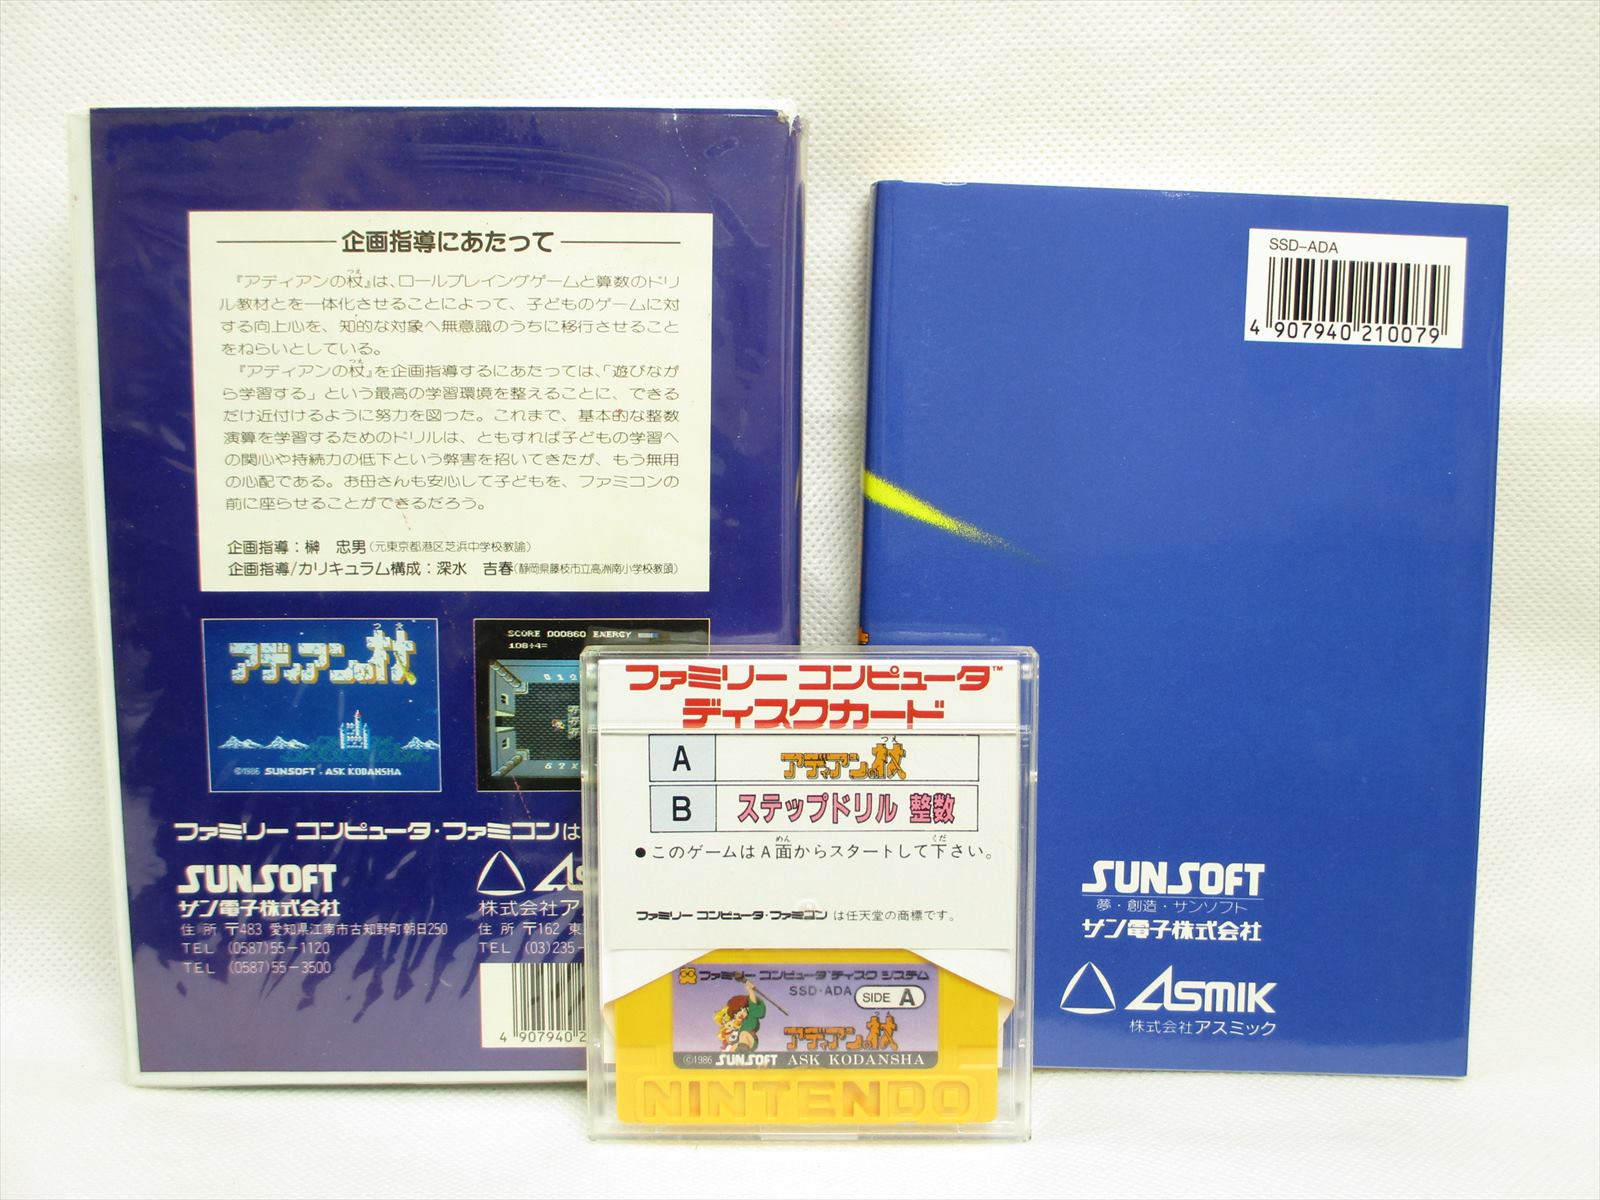 企画指導にあたって
『アディアンの杖』は、ロールプレイングゲームと算数のドリ
つえ
ル教材とを一体化させることによって、子どものゲームに対
する向上心を、知的な対象へ無意識のうちに移行させること
をねらいとしている。
『アディアンの杖』を企画指導するにあたっては、「遊びなが
つえ
ら学習する」という最高の学習環境を整えることに、できる
だけ近付けるように努力を図った。これまで、基本的な整数
演算を学習するためのドリルは、ともすれば子どもの学習へ
の関心や持続力の低下という弊害を招いてきたが、もう無用
の心配である。お母さんも安心して子どもを、ファミコンの
前に座らせることができるだろう。
企画指導：榊 忠男(元東京都港区芝浜中学校教諭)
企画指導/カリキュラム構成：深水 吉春(静岡県藤枝市立高洲南小学校教頭)
つえ
アディアンの杖
©1986 SUNSOFT・ASK KODANSHA
SCORE 000860 ENERGY
108÷4=
ファミリー コンピュータ・ファミコンは
SUNSOFT
サン電子株式会社
住所 〒483 愛知県江南市古知野町朝日250
TEL (0587)55-1120
TEL (0587)55-3500
株式会社アス
住所 〒162 東
TEL (03)235-
4 907940 2
ファミリー コンピュータ™
ディスクカード
A アディアンの杖
つえ
B ステップドリル 整数
●このゲームはA面からスタートして下さい。
めん くだ
ファミリー コンピュータ・ファミコン は任天堂の商標です。
ファミリー コンピュータ ディスク システム
SSD-ADA SIDE A
アディアンの杖
つえ
©1986 SUNSOFT ASK KODANSHA
NINTENDO
SSD-ADA
4 907940 210079
SUNSOFT
夢・創造・サンソフト
サン電子株式会社
ASMIK
株式会社アスミック